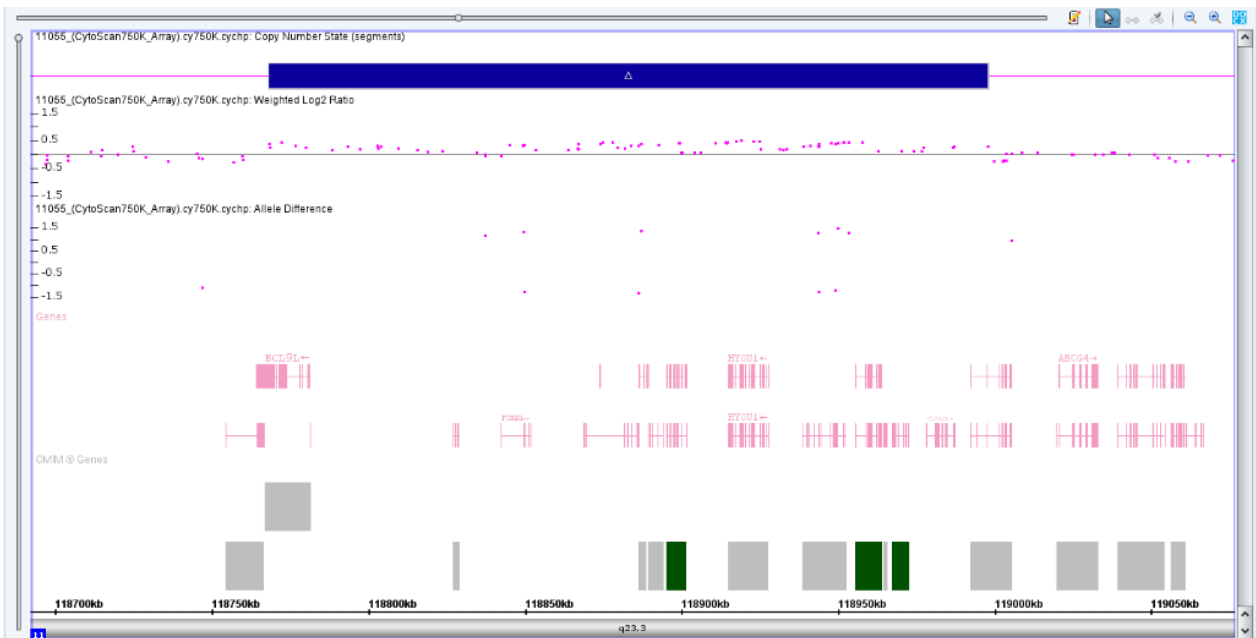 11055_(CytoScan750K_Array).cy750K.cychp: Copy Number State (segments)
11055_(CytoScan750K_Array).cy750K.cychp: Weighted Log2 Ratio
1.5
0.5
-0.5
-1.5
11055_(CytoScan750K_Array).cy750K.cychp: Allele Difference
1.5
0.5
-0.5
-1.5
Genes
BCL9L← HYOU1← ABCG4→
HYOU1←
OMIM ® Genes
118700kb 118750kb 118800kb 118850kb 118900kb 118950kb 119000kb 119050kb
q23.3
11